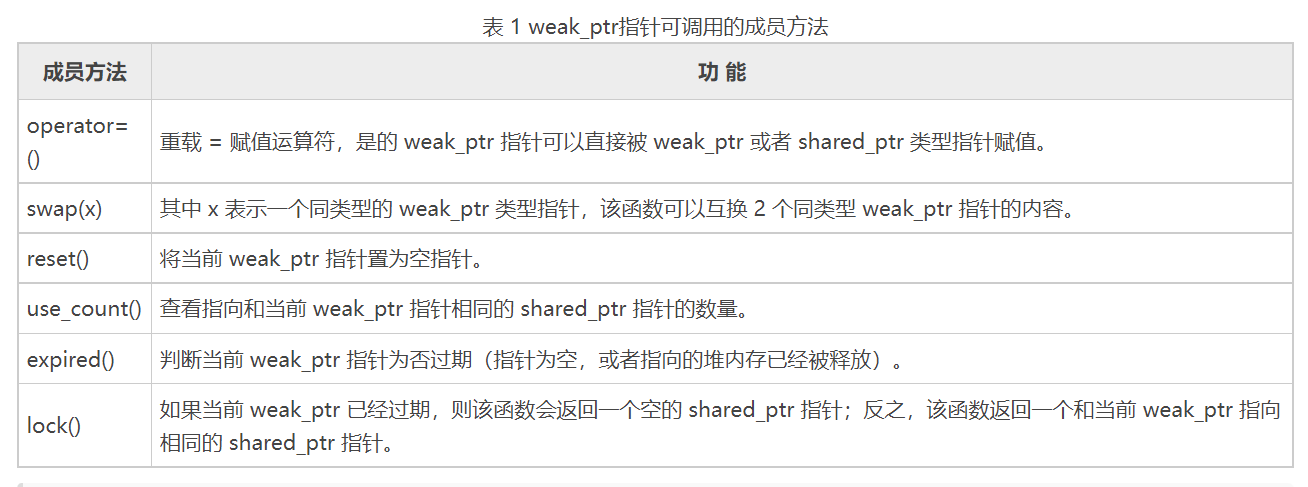 表 1 weak_ptr指针可调用的成员方法
成员方法 功 能
operator=
()
重载 = 赋值运算符，是的 weak_ptr 指针可以直接被 weak_ptr 或者 shared_ptr 类型指针赋值。
swap(x) 其中 x 表示一个同类型的 weak_ptr 类型指针，该函数可以互换 2 个同类型 weak_ptr 指针的内容。
reset() 将当前 weak_ptr 指针置为空指针。
use_count() 查看指向和当前 weak_ptr 指针相同的 shared_ptr 指针的数量。
expired() 判断当前 weak_ptr 指针为否过期（指针为空，或者指向的堆内存已经被释放）。
lock() 如果当前 weak_ptr 已经过期，则该函数会返回一个空的 shared_ptr 指针；反之，该函数返回一个和当前 weak_ptr 指向
相同的 shared_ptr 指针。